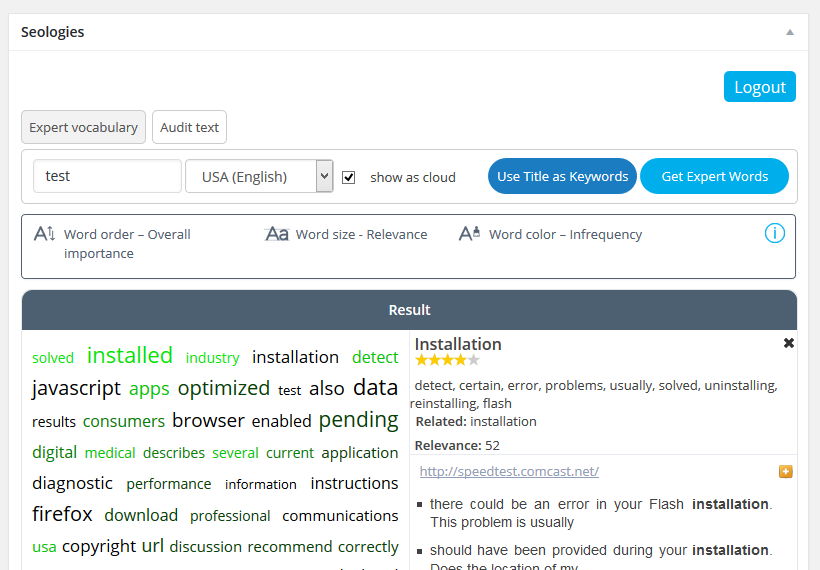 Seologies
Logout
Expert vocabulary Audit text
test USA (English) show as cloud Use Title as Keywords Get Expert Words
Word order – Overall importance
Word size - Relevance
Word color – Infrequency
Result
solved installed industry installation detect
javascript apps optimized test also data
results consumers browser enabled pending
digital medical describes several current application
diagnostic performance information instructions
firefox download professional communications
usa copyright url discussion recommend correctly
Installation
detect, certain, error, problems, usually, solved, uninstalling,
reinstalling, flash
Related: installation
Relevance: 52
http://speedtest.comcast.net/
there could be an error in your Flash installation.
This problem is usually
should have been provided during your installation.
Does the location of my